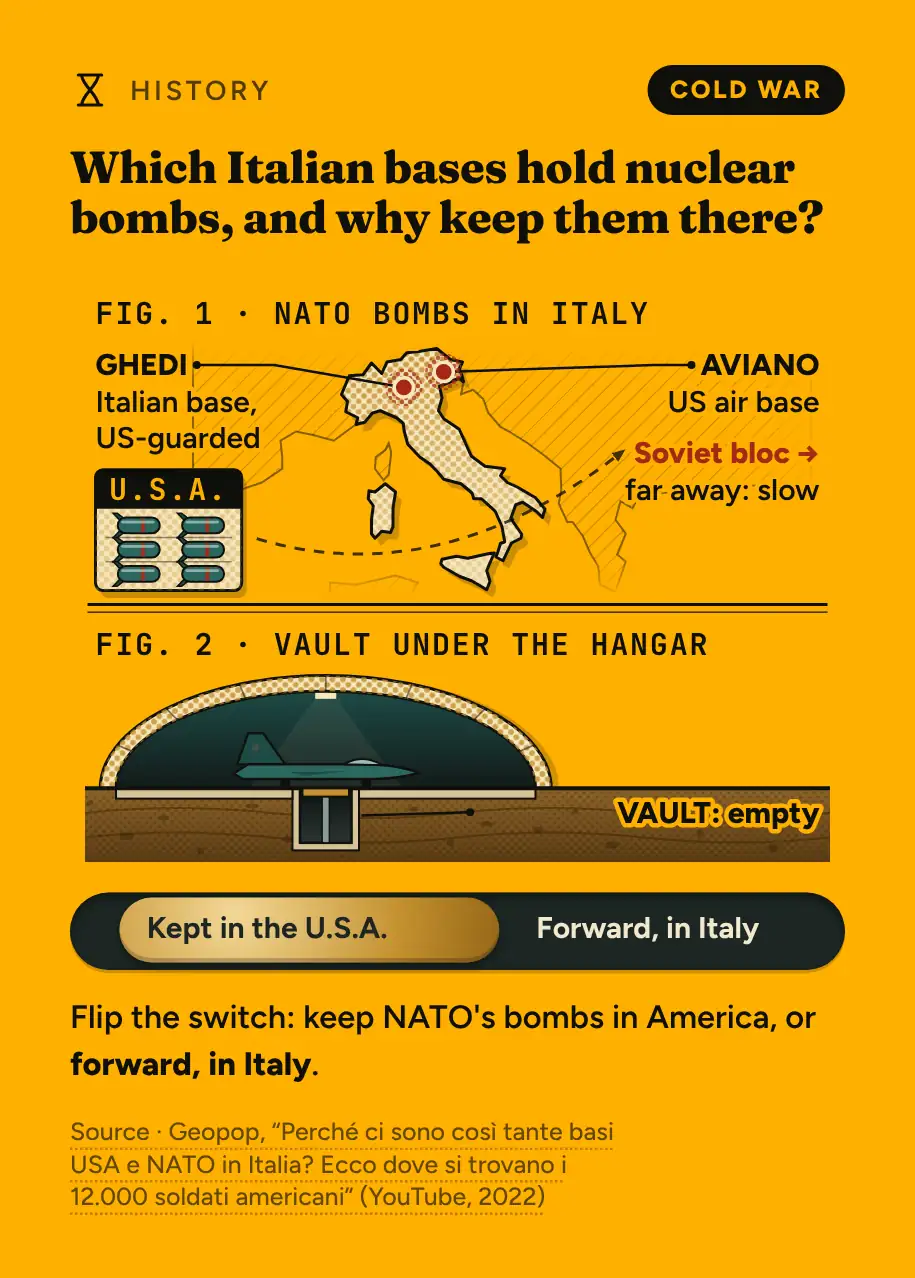 HISTORY
COLD WAR
Which Italian bases hold nuclear
bombs, and why keep them there?
FIG. 1 · NATO BOMBS IN ITALY
GHEDI
Italian base,
US-guarded
AVIANO
US air base
Soviet bloc →
far away: slow
U.S.A.
FIG. 2 · VAULT UNDER THE HANGAR
VAULT: empty
Kept in the U.S.A.
Forward, in Italy
Flip the switch: keep NATO's bombs in America, or
forward, in Italy.
Source · Geopop, “Perché ci sono così tante basi
USA e NATO in Italia? Ecco dove si trovano i
12.000 soldati americani” (YouTube, 2022)